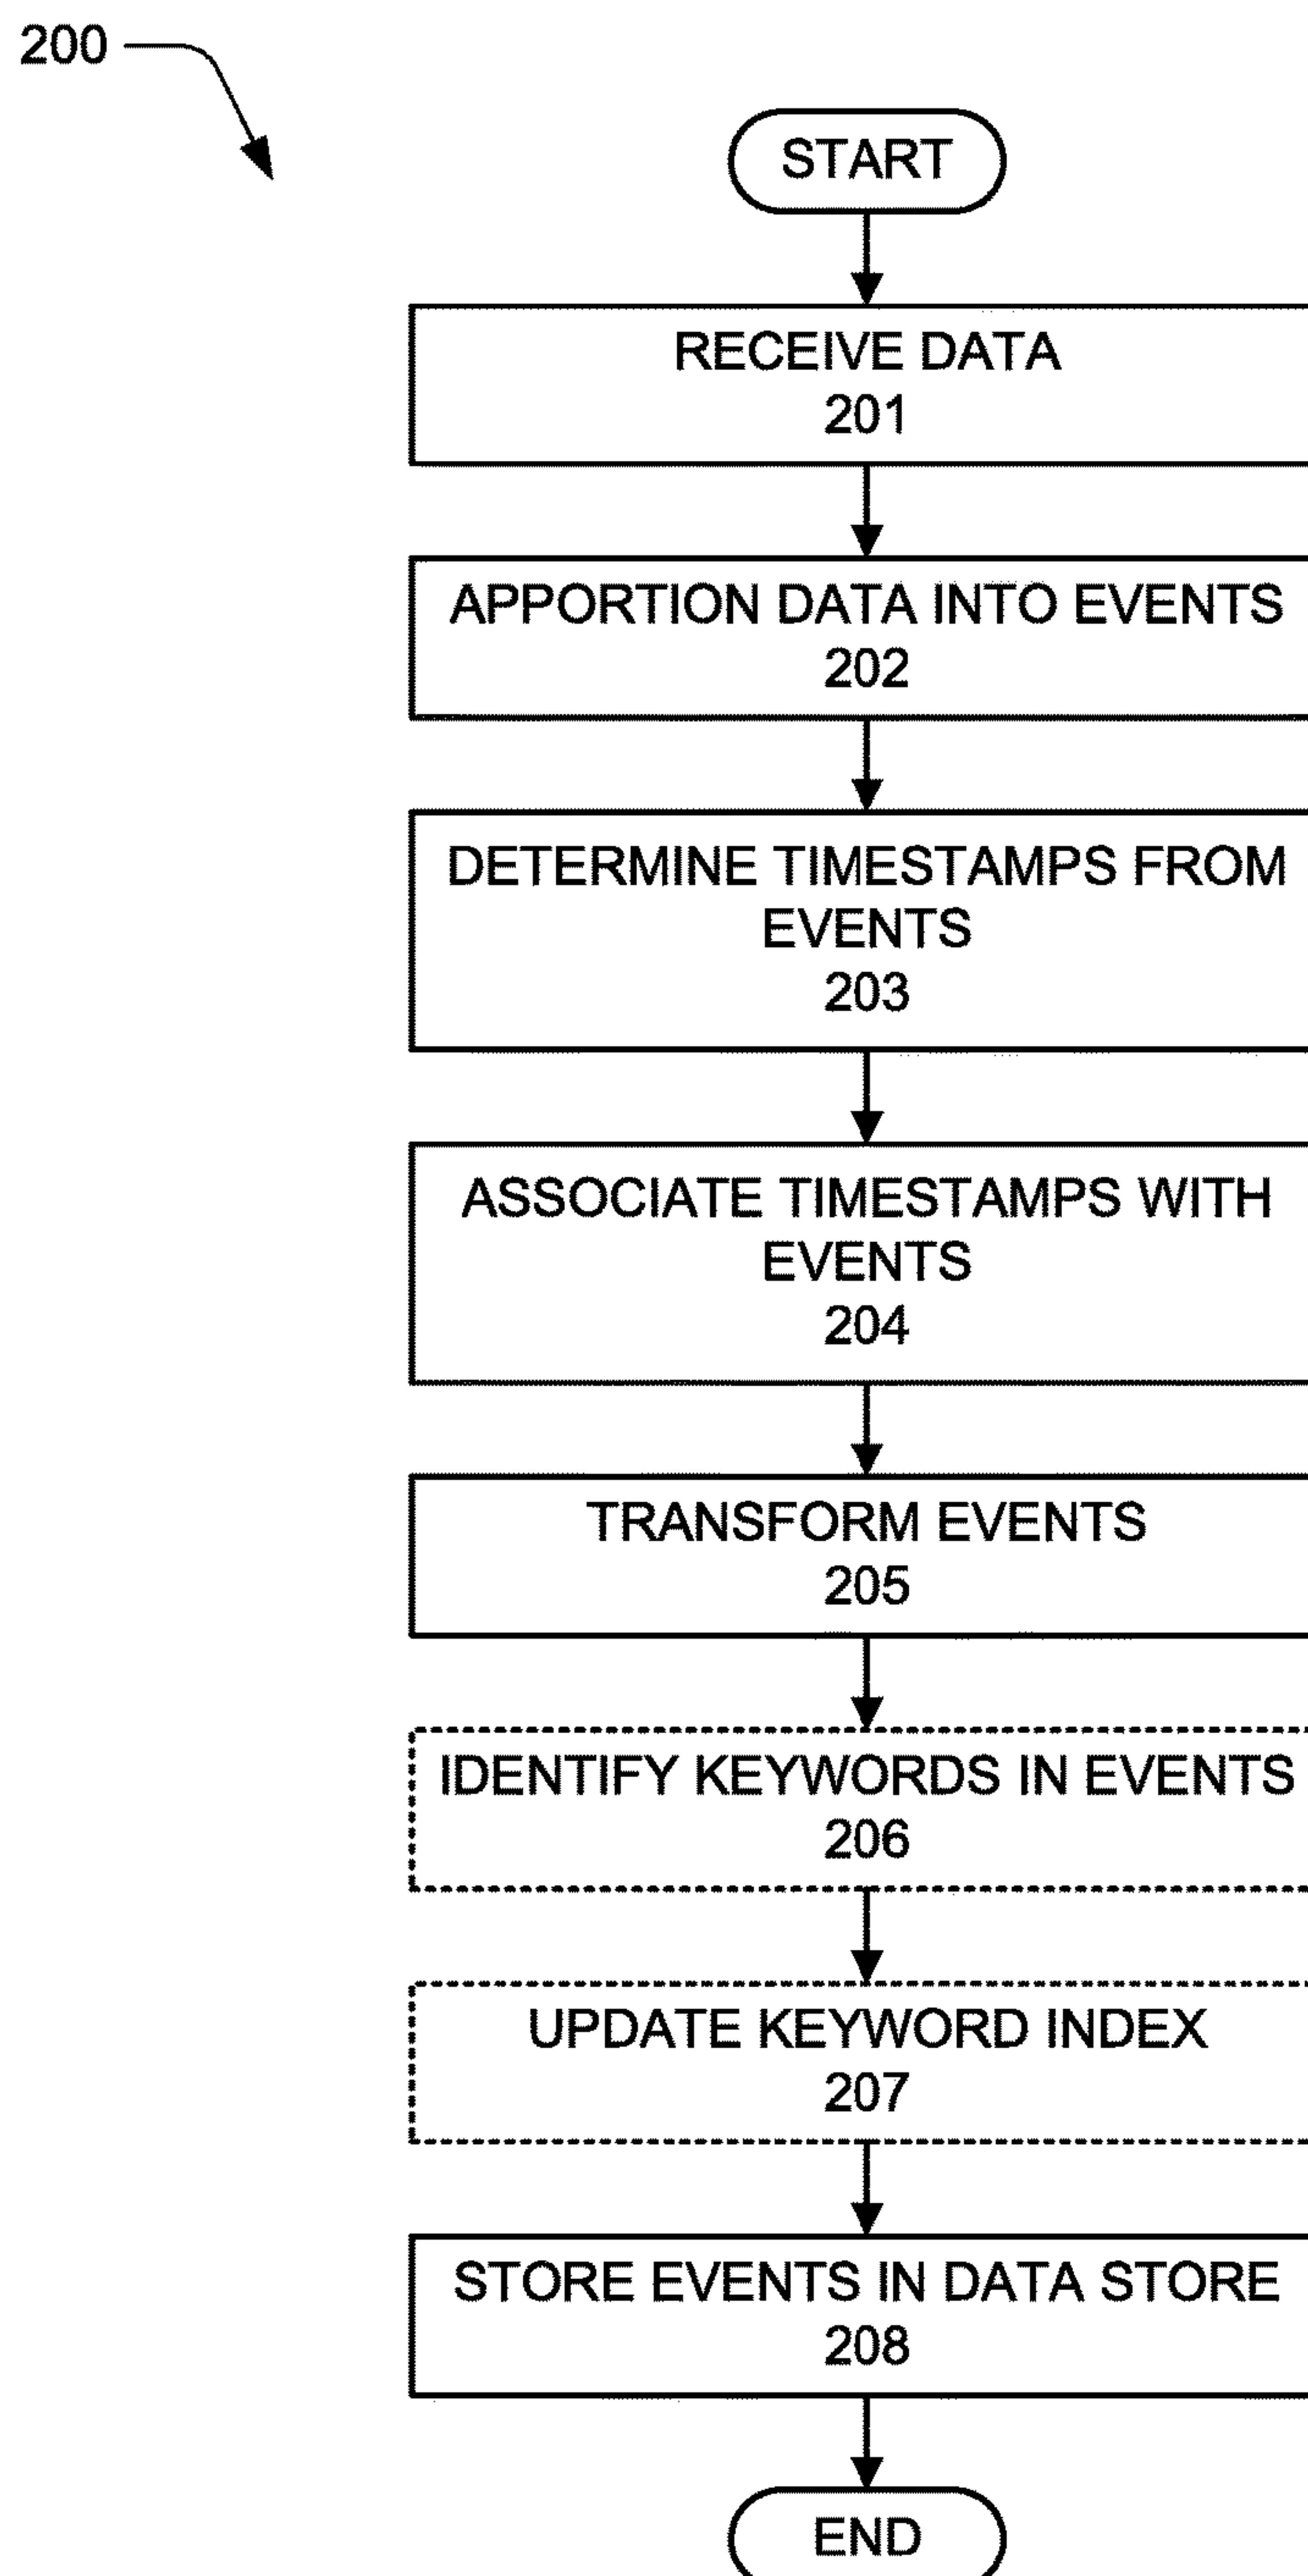 200
START
RECEIVE DATA
201
APPORTION DATA INTO EVENTS
202
DETERMINE TIMESTAMPS FROM
EVENTS
203
ASSOCIATE TIMESTAMPS WITH
EVENTS
204
TRANSFORM EVENTS
205
IDENTIFY KEYWORDS IN EVENTS
206
UPDATE KEYWORD INDEX
207
STORE EVENTS IN DATA STORE
208
END